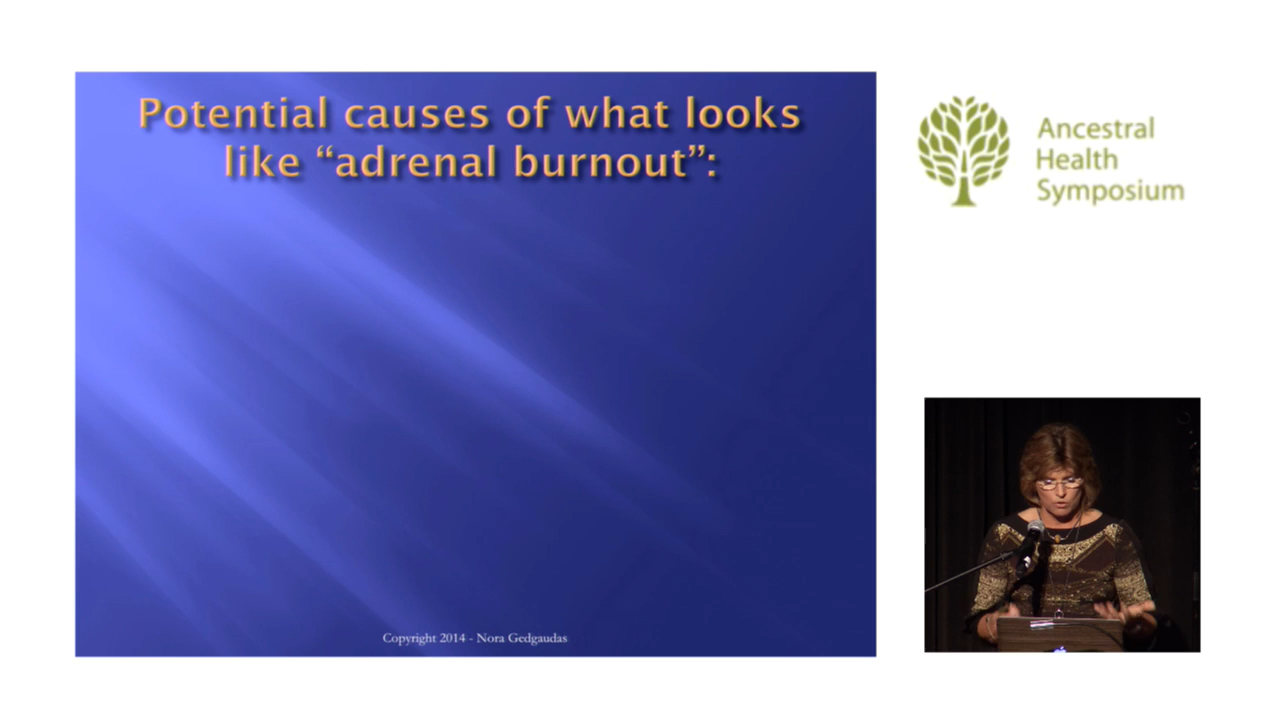 Potential causes of what looks
like “adrenal burnout”:
Copyright 2014 - Nora Gedgaudas
Ancestral
Health
Symposium